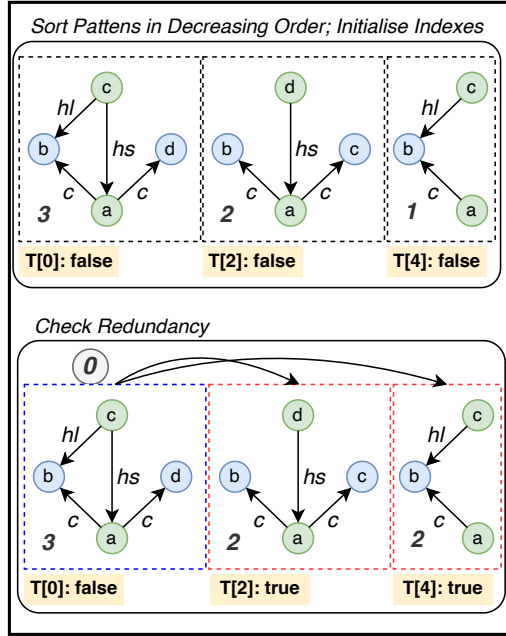 Sort Pattens in Decreasing Order; Initialise Indexes
c d c
hl hl
b d b c b
hs hs
c c c c c
3 a 2 a 1 a
T[0]: false T[2]: false T[4]: false
Check Redundancy
0
c d c
hl hl
b d b c b
hs hs
c c c c c
3 a 2 a 2 a
T[0]: false T[2]: true T[4]: true